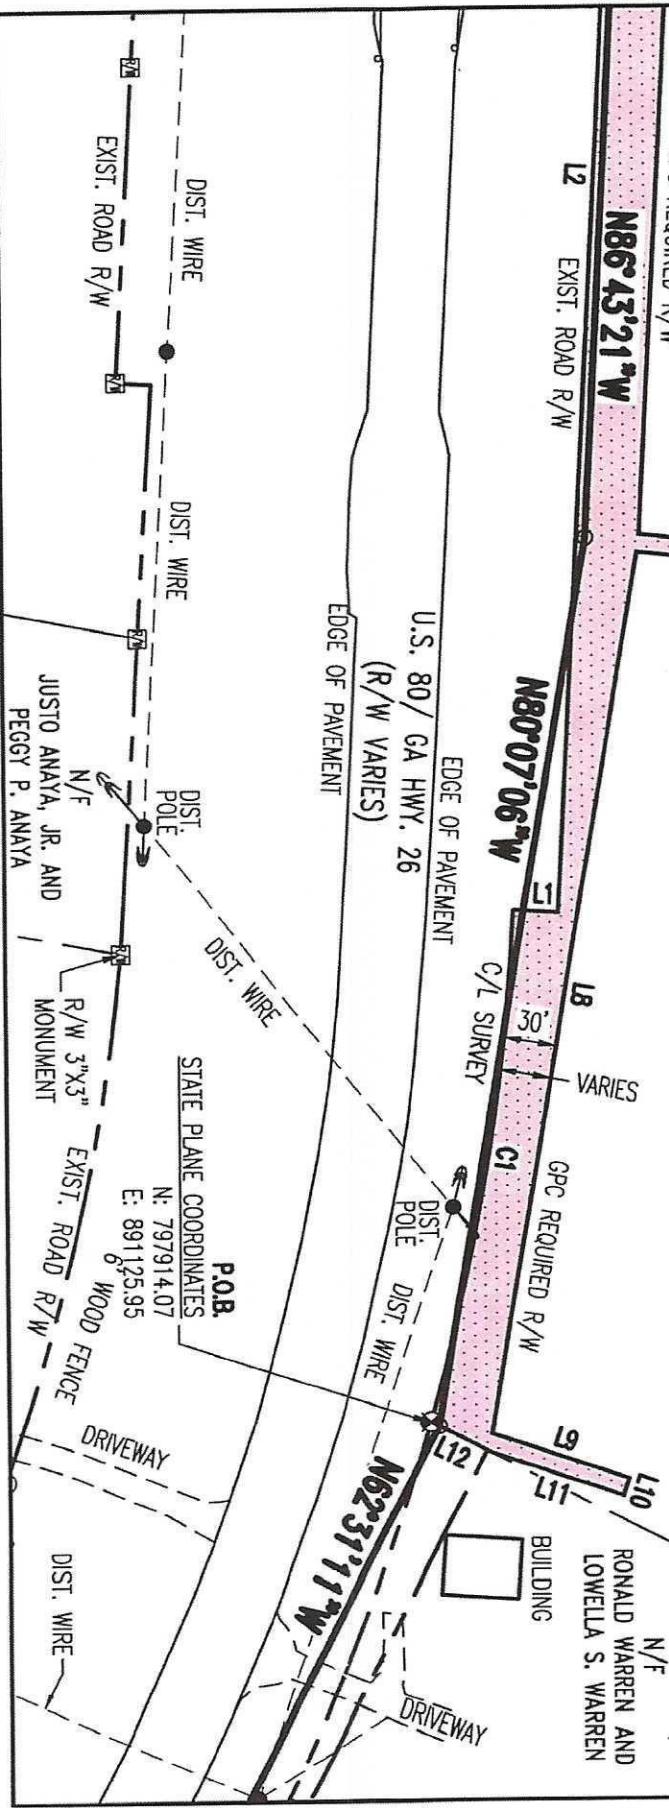 REQUIRED R/W
L2
N86°43'21"W
EXIST. ROAD R/W
N80°07'06"W
L1
L8
30'
VARIES
C/L SURVEY
C1
GPC REQUIRED R/W
L9
L10
L11
L12
N/F
RONALD WARREN AND
LOWELLA S. WARREN
BUILDING
DRIVEWAY
N62°31'11"W
EDGE OF PAVEMENT
U.S. 80/ GA HWY. 26
(R/W VARIES)
EDGE OF PAVEMENT
DIST. WIRE
R/W
EXIST. ROAD R/W
R/W
DIST. WIRE
R/W
DIST.
POLE
N/F
JUSTO ANAYA, JR. AND
PEGGY P. ANAYA
DIST. WIRE
R/W
R/W 3"X3"
MONUMENT
DIST.
POLE
DIST. WIRE
P.O.B.
STATE PLANE COORDINATES
N: 797914.07
E: 891125.95
6'± WOOD FENCE
EXIST. ROAD R/W
DRIVEWAY
DIST. WIRE